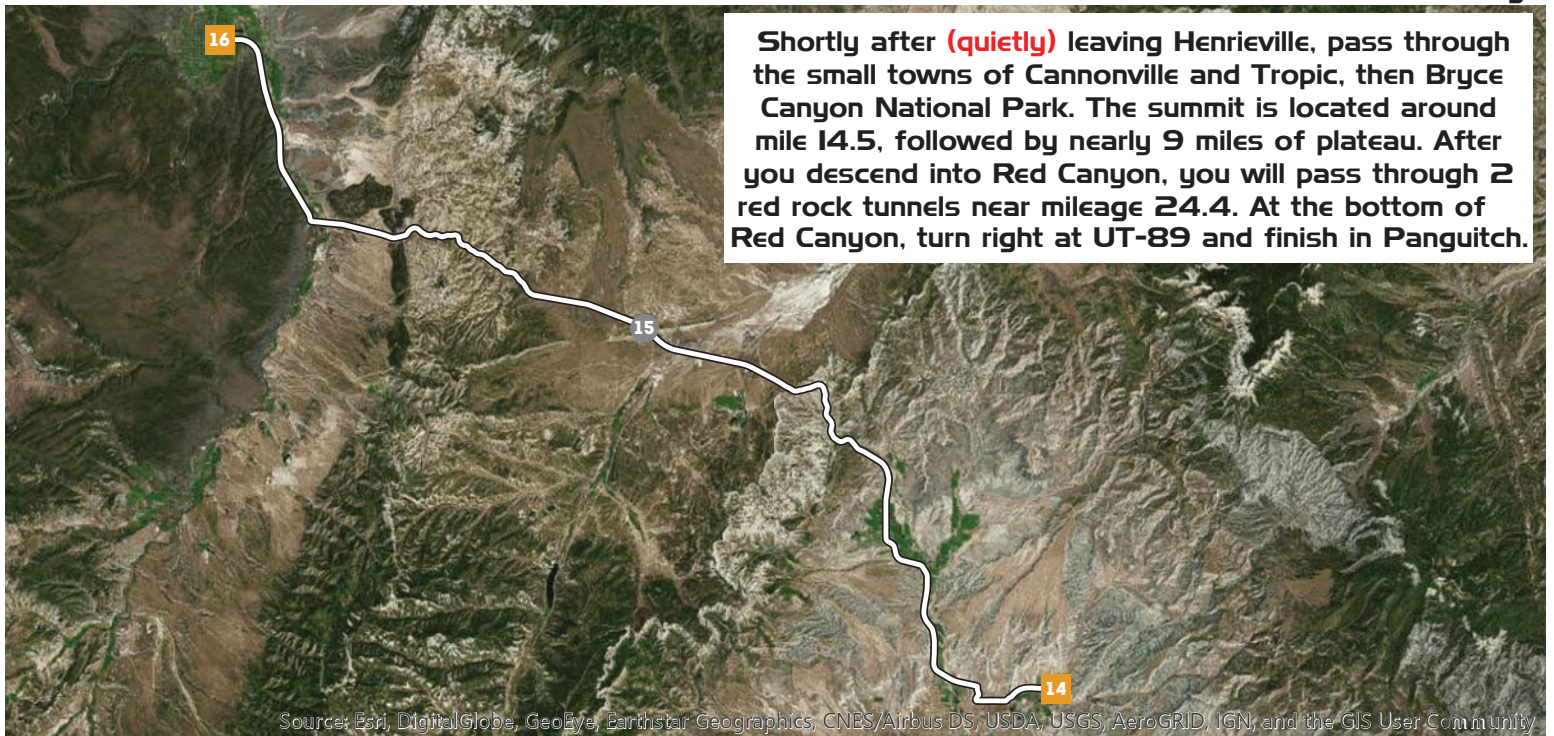 Shortly after (quietly) leaving Henrieville, pass through
the small towns of Cannonville and Tropic, then Bryce
Canyon National Park. The summit is located around
mile 14.5, followed by nearly 9 miles of plateau. After
you descend into Red Canyon, you will pass through 2
red rock tunnels near mileage 24.4. At the bottom of
Red Canyon, turn right at UT-89 and finish in Panguitch.
16
15
14
Source: Esri, DigitalGlobe, GeoEye, Earthstar Geographics, CNES/Airbus DS, USDA, USGS, AeroGRID, IGN, and the GIS User Community